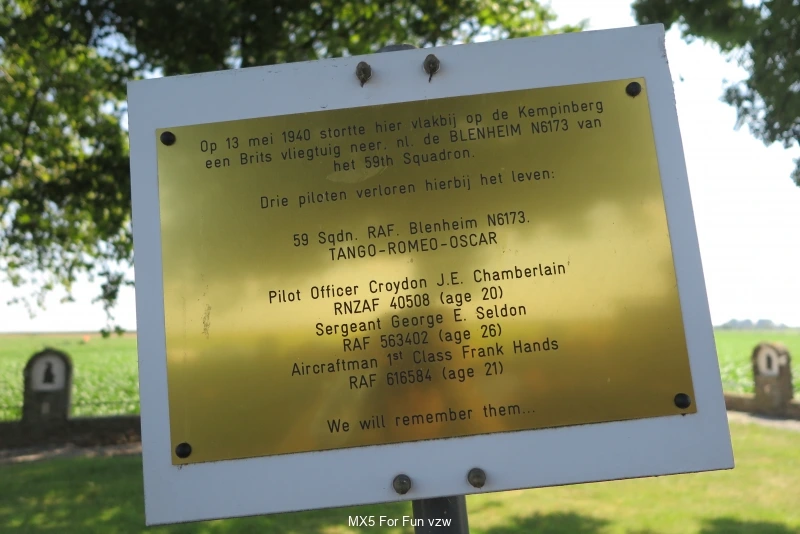 Op 13 mei 1940 stortte hier vlakbij op de Kempinberg
een Brits vliegtuig neer. nl. de BLENHEIM N6173 van
het 59th Squadron.
Drie piloten verloren hierbij het leven:
59 Sqdn. RAF. Blenheim N6173.
TANGO-ROMEO-OSCAR
Pilot Officer Croydon J.E. Chamberlain
RNZAF 40508 (age 20)
Sergeant George E. Seldon
RAF 563402 (age 26)
Aircraftman 1st Class Frank Hands
RAF 616584 (age 21)
We will remember them...
MX5 For Fun vzw